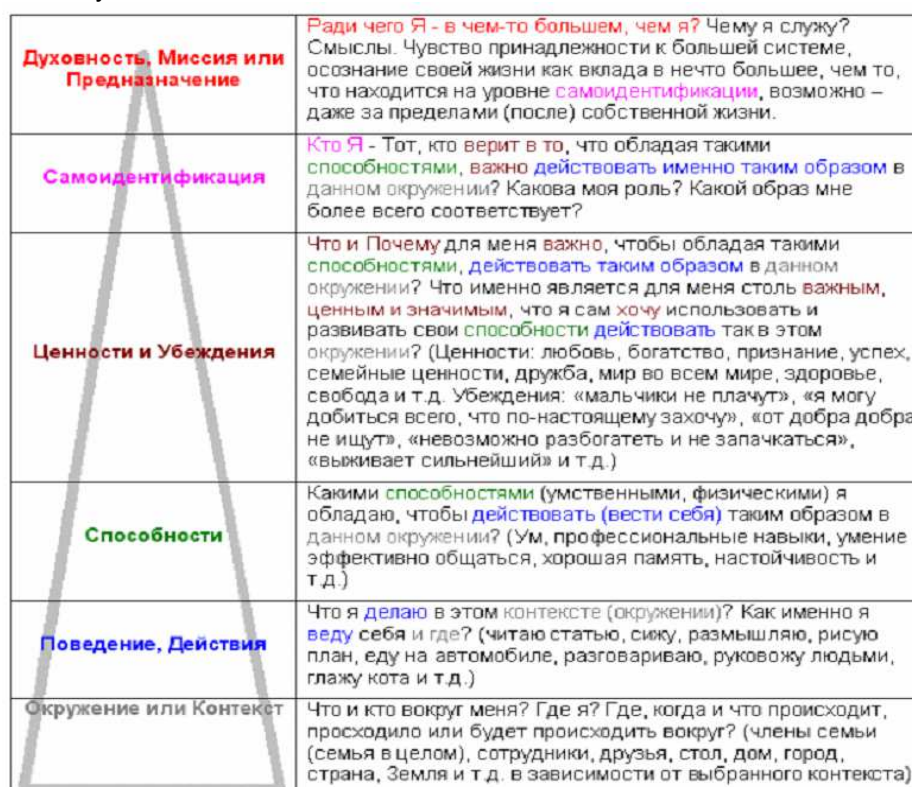 Духовность, Миссия или
Предназначение
Ради чего Я - в чем-то большем, чем я? Чему я служу?
Смыслы. Чувство принадлежности к большей системе,
осознание своей жизни как вклада в нечто большее, чем то,
что находится на уровне самоидентификации, возможно –
даже за пределами (после) собственной жизни.
Самоидентификация
Кто Я - Тот, кто верит в то, что обладая такими
способностями, важно действовать именно таким образом в
данном окружении? Какова моя роль? Какой образ мне
более всего соответствует?
Ценности и Убеждения
Что и Почему для меня важно, чтобы обладая такими
способностями, действовать таким образом в данном
окружении? Что именно является для меня столь важным,
ценным и значимым, что я сам хочу использовать и
развивать свои способности действовать так в этом
окружении? (Ценности: любовь, богатство, признание, успех,
семейные ценности, дружба, мир во всем мире, здоровье,
свобода и т.д. Убеждения: «мальчики не плачут», «я могу
добиться всего, что по-настоящему захочу», «от добра добра
не ищут», «невозможно разбогатеть и не запачкаться»,
«выживает сильнейший» и т.д.)
Способности
Какими способностями (умственными, физическими) я
обладаю, чтобы действовать (вести себя) таким образом в
данном окружении? (Ум, профессиональные навыки, умение
эффективно общаться, хорошая память, настойчивость и
т.д.)
Поведение, Действия
Что я делаю в этом контексте (окружении)? Как именно я
веду себя и где? (читаю статью, сижу, размышляю, рисую
план, еду на автомобиле, разговариваю, руковожу людьми,
глажу кота и т.д.)
Окружение или Контекст
Что и кто вокруг меня? Где я? Где, когда и что происходит,
просходило или будет происходить вокруг? (члены семьи
(семья в целом), сотрудники, друзья, стол, дом, город,
страна, Земля и т.д. в зависимости от выбранного контекста)